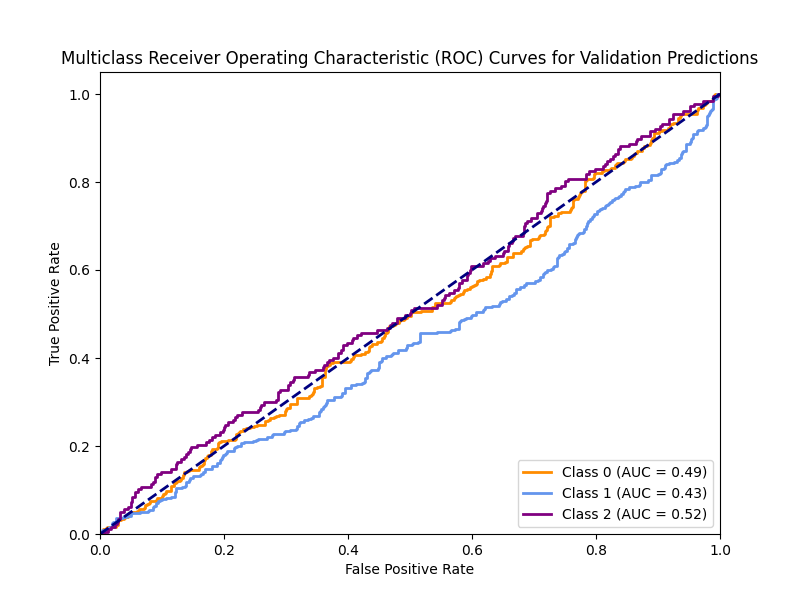 Multiclass Receiver Operating Characteristic (ROC) Curves for Validation Predictions
True Positive Rate
1.0
0.8
0.6
0.4
0.2
0.0
Class 0 (AUC = 0.49)
Class 1 (AUC = 0.43)
Class 2 (AUC = 0.52)
0.0 0.2 0.4 0.6 0.8 1.0
False Positive Rate